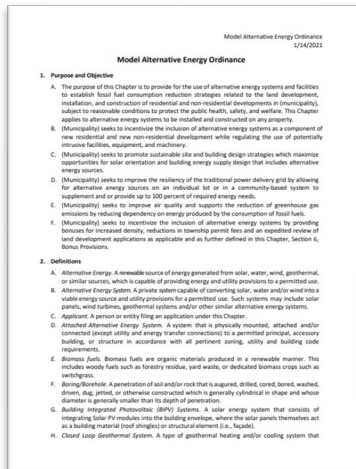 Model Alternative Energy Ordinance
1/14/2021
Model Alternative Energy Ordinance
1. Purpose and Objective
A. The purpose of this Chapter is to provide for the use of alternative energy systems and facilities
to establish fossil fuel consumption reduction strategies related to the land development,
installation, and construction of residential and non-residential developments in (municipality),
subject to reasonable conditions to protect the public health, safety, and welfare. This Chapter
applies to alternative energy systems to be installed and constructed on any property.
B. (Municipality) seeks to incentivize the inclusion of alternative energy systems as a component of
new residential and new non-residential development while regulating the use of potentially
intrusive facilities, equipment, and machinery.
C. (Municipality) seeks to promote sustainable site and building design strategies which maximize
opportunities for solar orientation and building energy supply design that includes alternative
energy sources.
D. (Municipality) seeks to improve the resiliency of the traditional power delivery grid by allowing
for alternative energy sources on an individual lot or in a community-based system to
supplement and or provide up to 100 percent of required energy needs.
E. (Municipality) seeks to improve air quality and supports the reduction of greenhouse gas
emissions by reducing dependency on energy produced by the consumption of fossil fuels.
F. (Municipality) seeks to incentivize the inclusion of alternative energy systems by providing
bonuses for increased density, reductions in township permit fees and an expedited review of
land development applications as applicable and as further defined in this Chapter, Section 6,
Bonus Provisions.
2. Definitions
A. Alternative Energy. A renewable source of energy generated from solar, water, wind, geothermal,
or similar sources, which is capable of providing energy and utility provisions to a permitted use.
B. Alternative Energy System. A private system capable of converting solar, water and/or wind into a
viable energy source and utility provisions for a permitted use. Such systems may include solar
panels, wind turbines, geothermal systems and/or other similar alternative energy systems.
C. Applicant. A person or entity filing an application under this Chapter.
D. Attached Alternative Energy System. A system that is physically mounted, attached and/or
connected (except utility and energy transfer connections) to a permitted principal, accessory
building, or structure in accordance with all pertinent zoning, utility and building code
requirements.
E. Biomass fuels. Biomass fuels are organic materials produced in a renewable manner. This
includes woody fuels such as forestry residue, yard waste, or dedicated biomass crops such as
switchgrass.
F. Boring/Borehole. A penetration of soil and/or rock that is augured, drilled, cored, bored, washed,
driven, dug, jetted, or otherwise constructed which is generally cylindrical in shape and whose
diameter is generally smaller than its depth of penetration.
G. Building Integrated Photovoltaic (BIPV) Systems. A solar energy system that consists of
integrating Solar PV modules into the building envelope, where the solar panels themselves act
as a building material (roof shingles) or structural element (i.e., façade).
H. Closed Loop Geothermal System. A type of geothermal heating and/or cooling system that